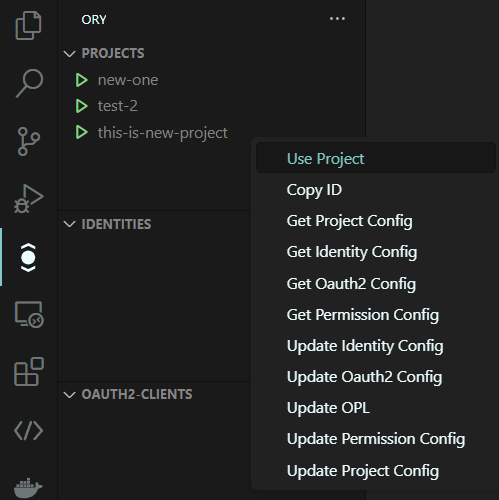 ORY
PROJECTS
new-one
test-2
this-is-new-project
Use Project
Copy ID
Get Project Config
IDENTITIES
Get Identity Config
Get Oauth2 Config
Get Permission Config
Update Identity Config
Update Oauth2 Config
OAUTH2-CLIENTS
Update OPL
Update Permission Config
Update Project Config